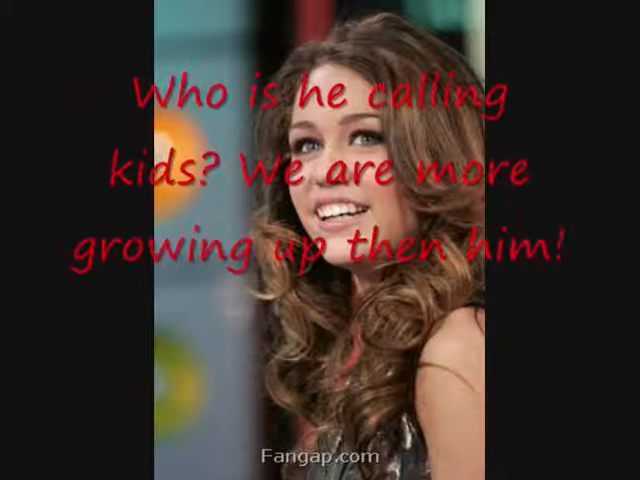 Who is he calling
kids? We are more
growing up then him!
Fangap.com